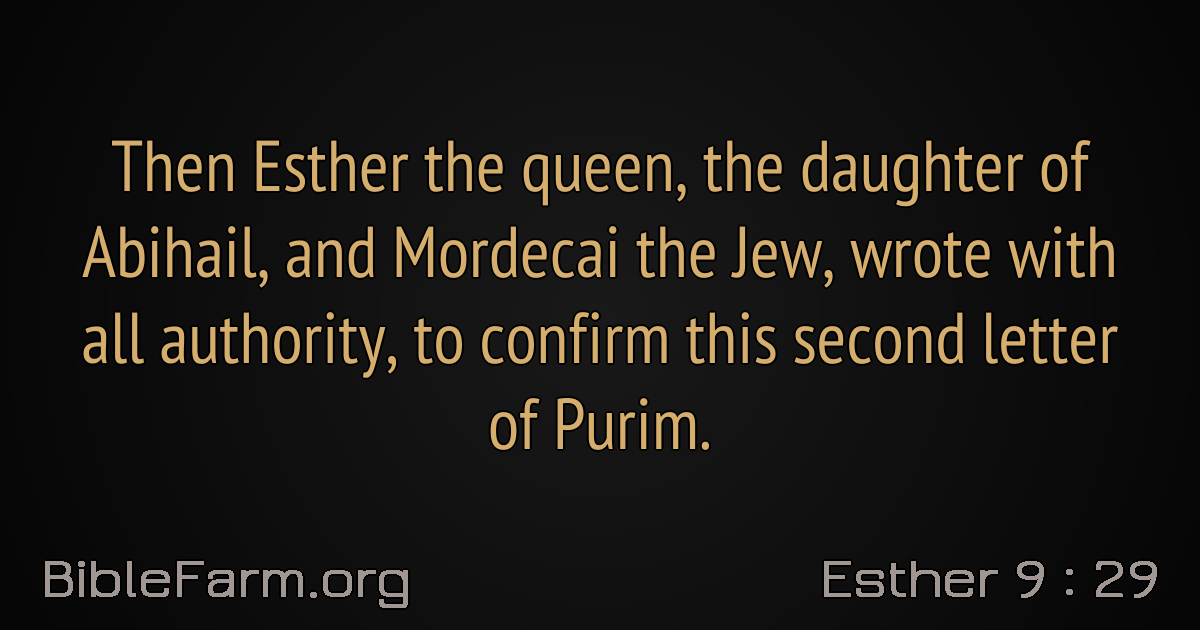 Then Esther the queen, the daughter of
Abihail, and Mordecai the Jew, wrote with
all authority, to confirm this second letter
of Purim.
BibleFarm.org
Esther 9 : 29